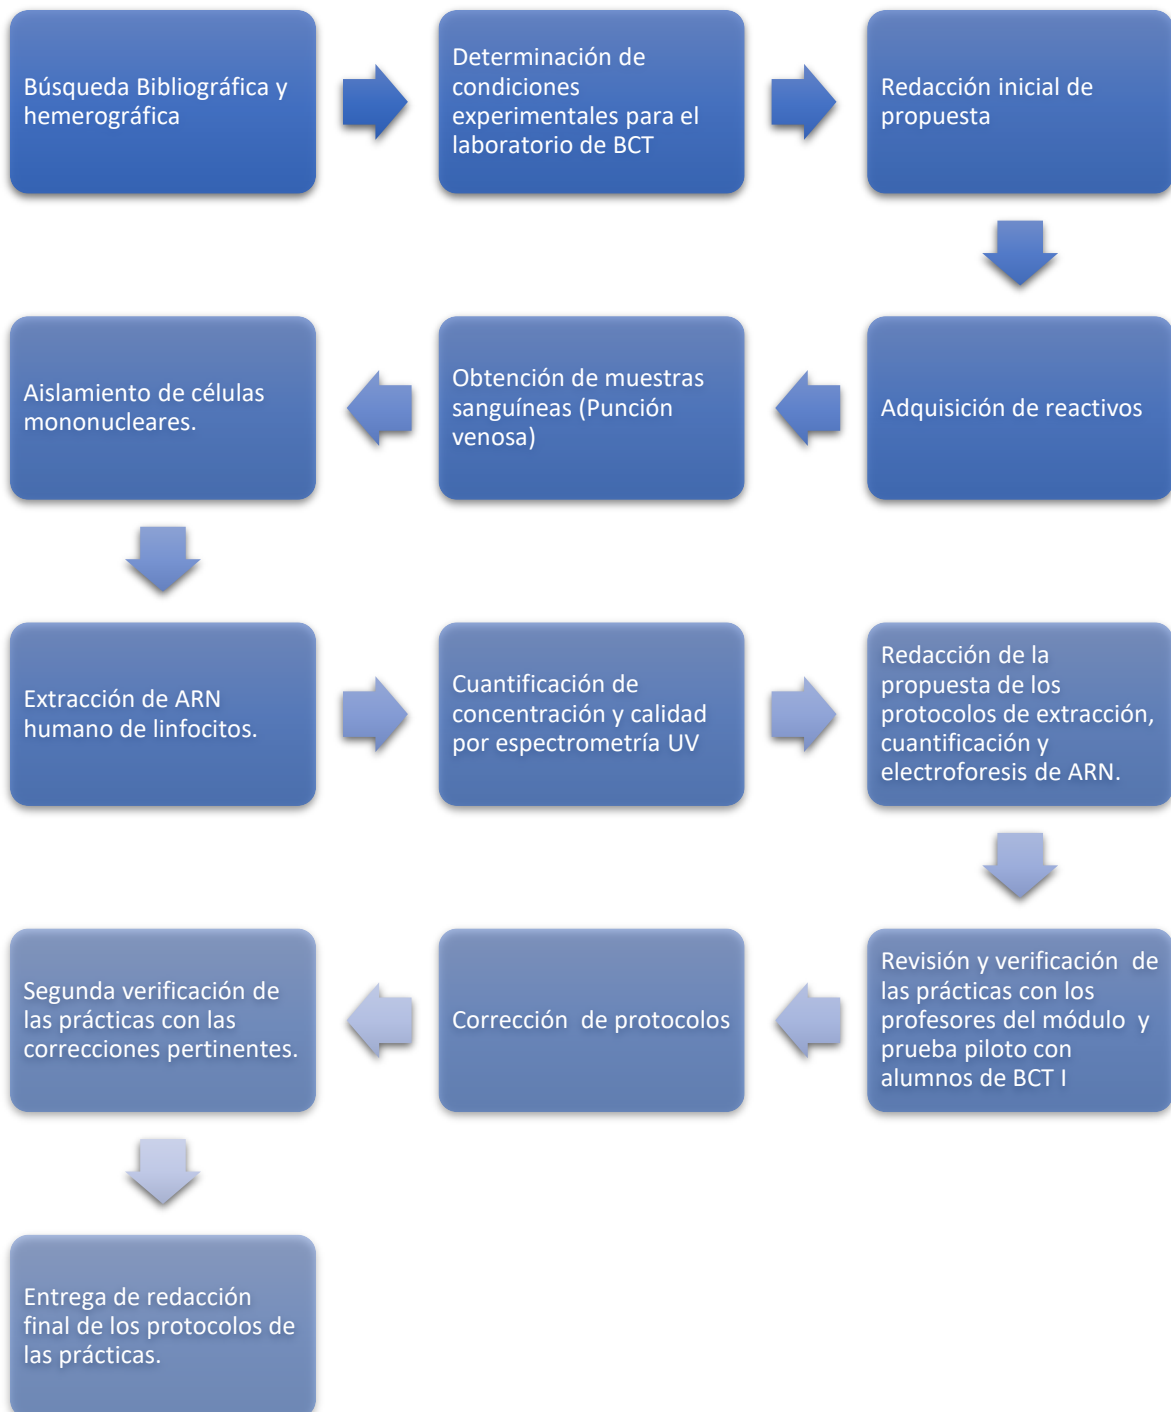 Búsqueda Bibliográfica y
hemerográfica
Determinación de
condiciones
experimentales para el
laboratorio de BCT
Redacción inicial de
propuesta
Adquisición de reactivos
Obtención de muestras
sanguíneas (Punción
venosa)
Aislamiento de células
mononucleares.
Extracción de ARN
humano de linfocitos.
Cuantificación de
concentración y calidad
por espectrometría UV
Redacción de la
propuesta de los
protocolos de extracción,
cuantificación y
electroforesis de ARN.
Revisión y verificación de
las prácticas con los
profesores del módulo y
prueba piloto con
alumnos de BCT I
Corrección de protocolos
Segunda verificación de
las prácticas con las
correcciones pertinentes.
Entrega de redacción
final de los protocolos de
las prácticas.